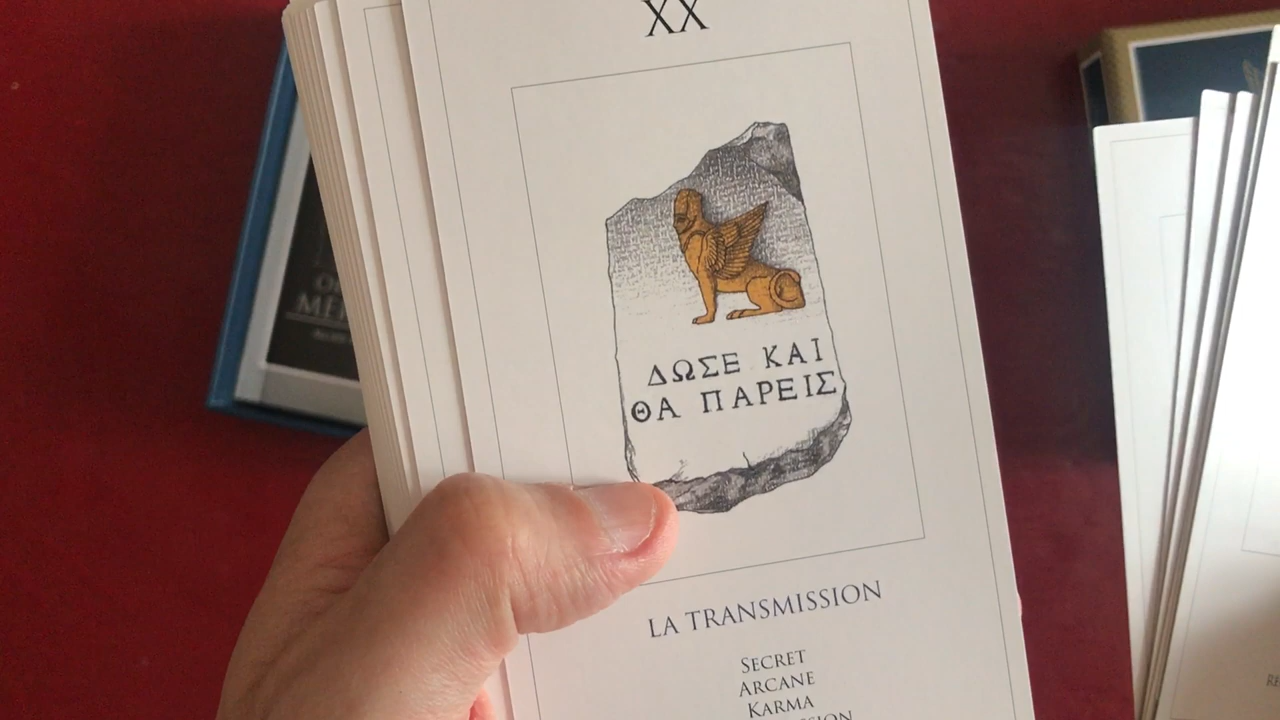 XX
ΔΩΣΕ ΚΑΙ
ΘΑ ΠΑΡΕΙΣ
LA TRANSMISSION
SECRET
ARCANE
KARMA